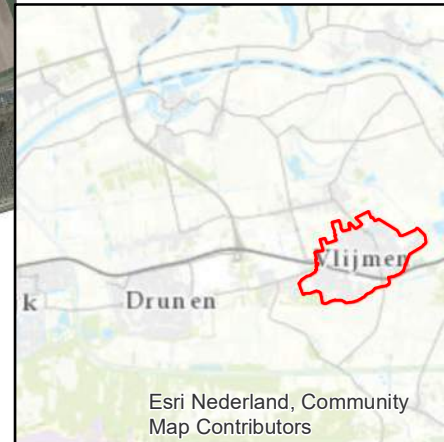 Vlijmen
k
Drunen
Esri Nederland, Community
Map Contributors